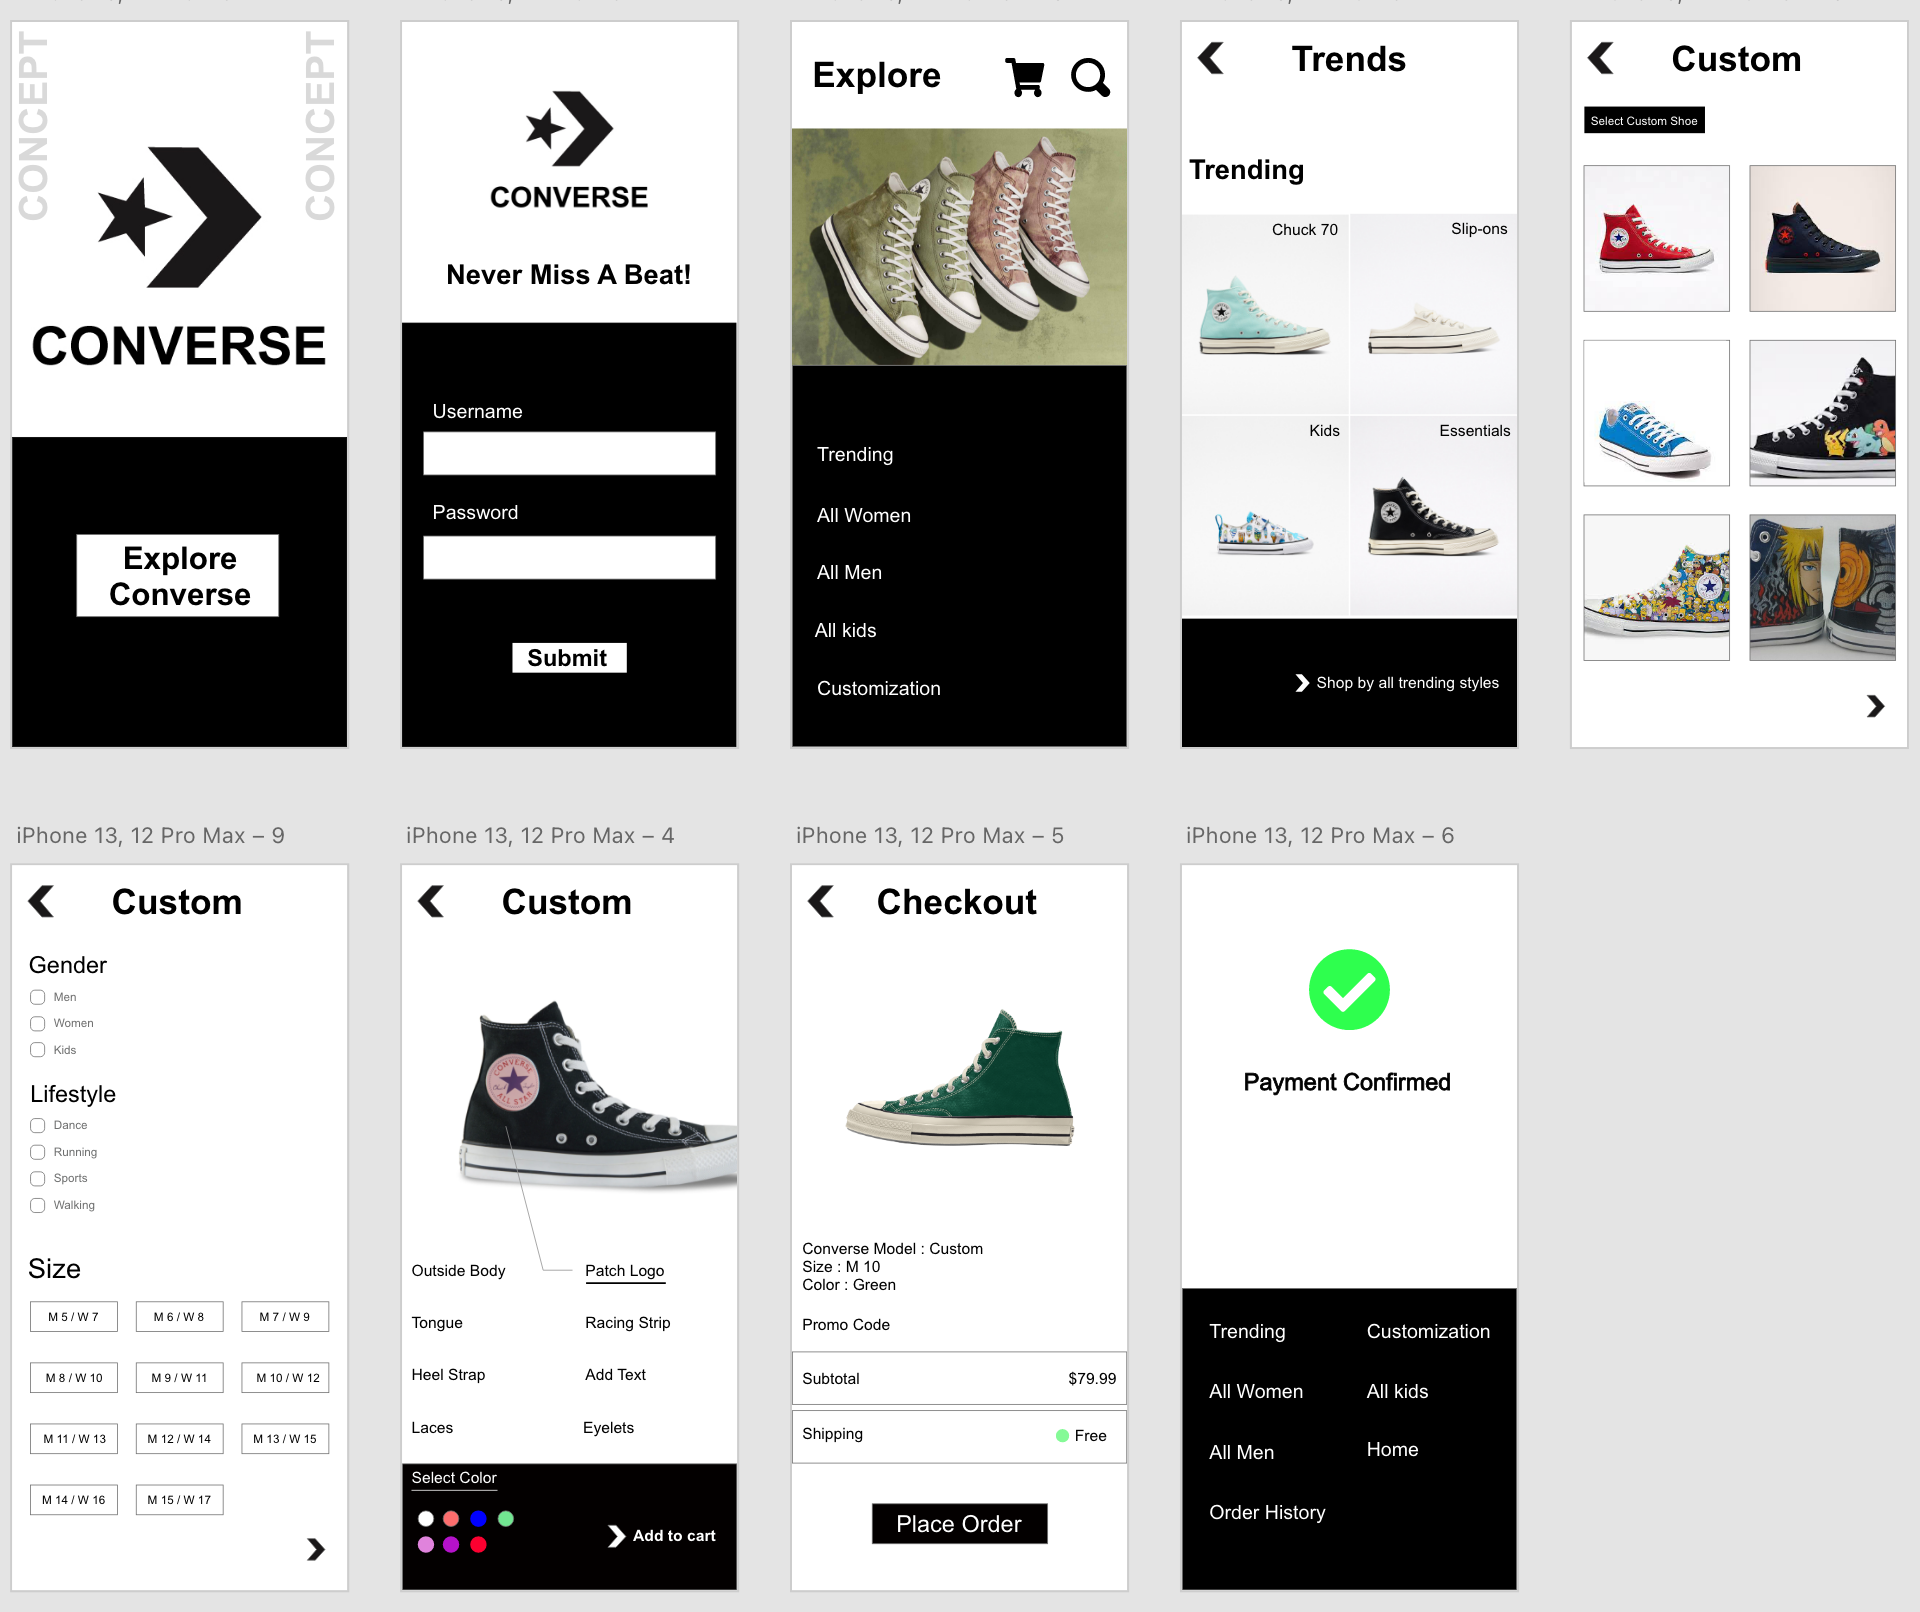 CONCEPT
CONCEPT
CONVERSE
Explore
Converse
CONVERSE
Never Miss A Beat!
Username
Password
Submit
Explore
Trending
All Women
All Men
All kids
Customization
Trends
Trending
Chuck 70
Slip-ons
Kids
Essentials
Shop by all trending styles
Custom
Select Custom Shoe
iPhone 13, 12 Pro Max – 9
Custom
Gender
Men
Women
Kids
Lifestyle
Dance
Running
Sports
Walking
Size
M 5 / W 7
M 6 / W 8
M 7 / W 9
M 8 / W 10
M 9 / W 11
M 10 / W 12
M 11 / W 13
M 12 / W 14
M 13 / W 15
M 14 / W 16
M 15 / W 17
iPhone 13, 12 Pro Max – 4
Custom
CONVERSE
ALL STAR
Outside Body
Patch Logo
Tongue
Racing Strip
Heel Strap
Add Text
Laces
Eyelets
Select Color
Add to cart
iPhone 13, 12 Pro Max – 5
Checkout
Converse Model : Custom
Size : M 10
Color : Green
Promo Code
Subtotal
$79.99
Shipping
Free
Place Order
iPhone 13, 12 Pro Max – 6
Payment Confirmed
Trending
Customization
All Women
All kids
All Men
Home
Order History